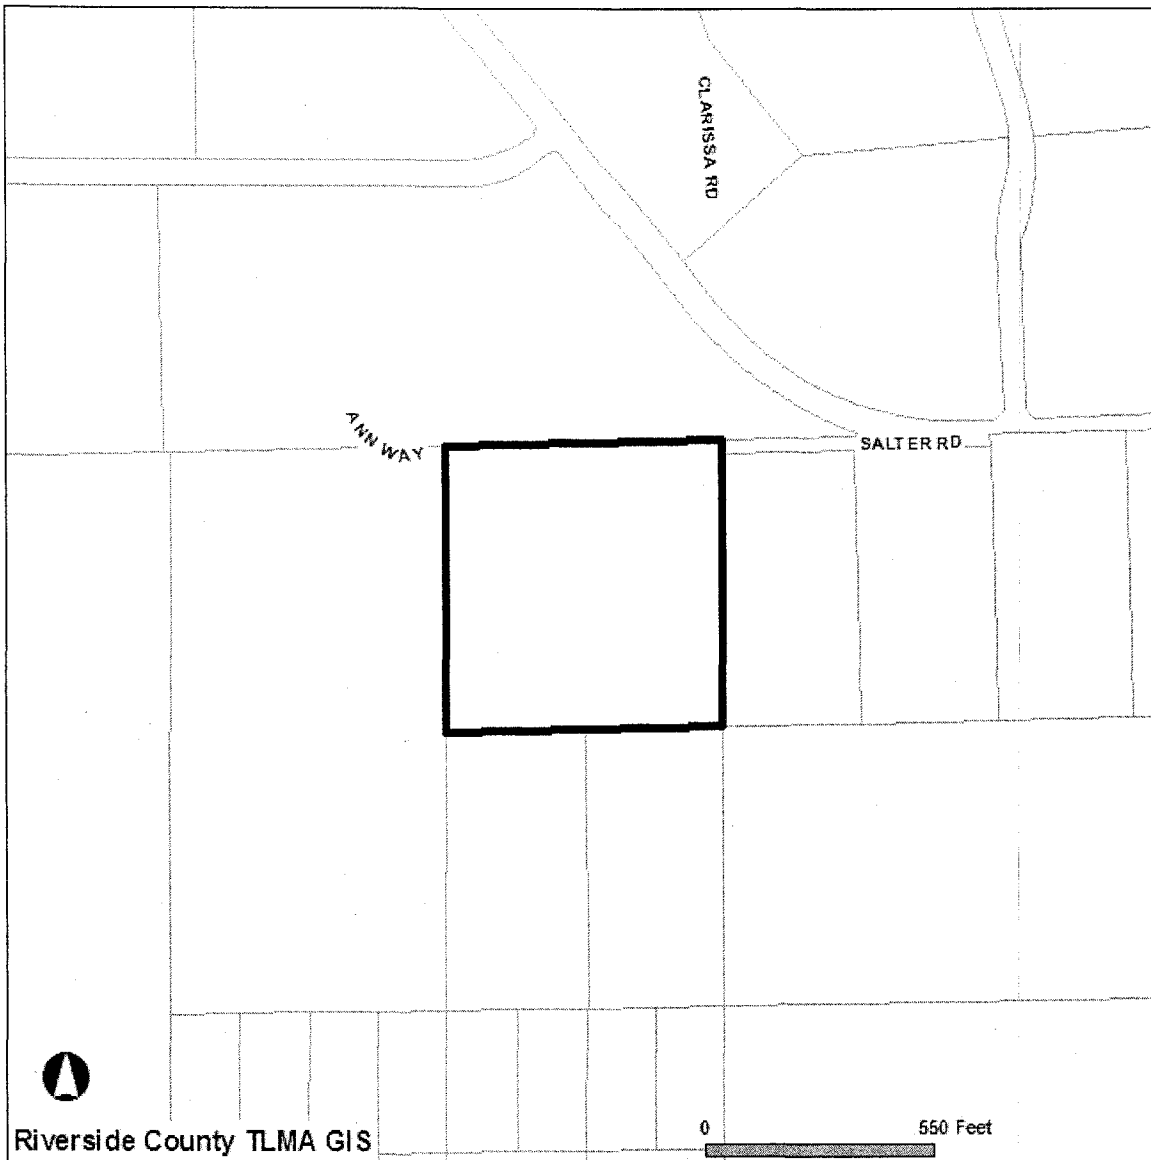 CLARISSA RD
ANN WAY
SALTER RD
Riverside County TLMA GIS
0 550 Feet